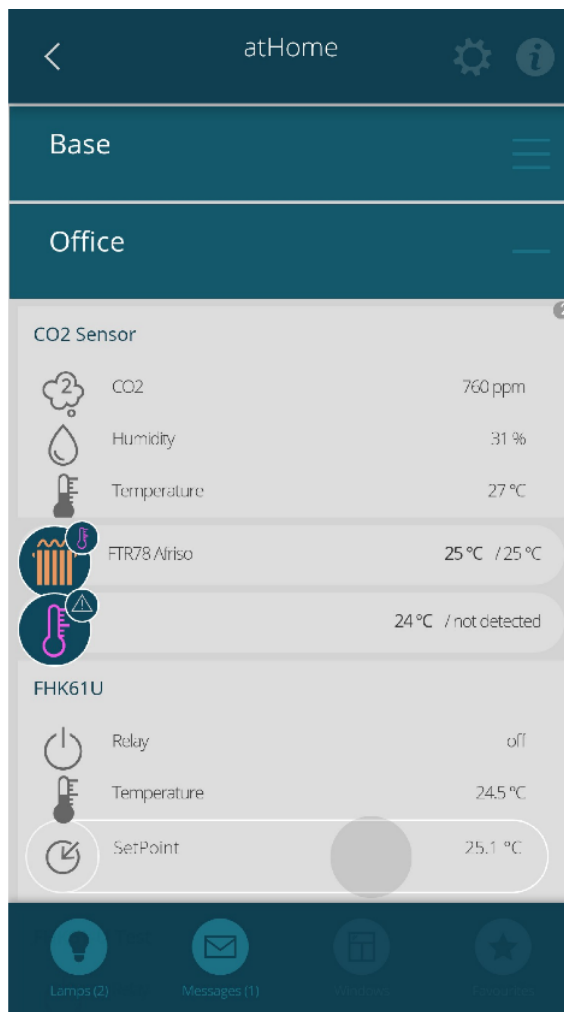 atHome
Base
Office
CO2 Sensor
2
CO2 760 ppm
Humidity 31 %
Temperature 27 °C
FTR78 Afriso 25 °C / 25 °C
24 °C / not detected
FHK61U
Relay off
Temperature 24.5 °C
SetPoint 25.1 °C
Lamps (2) Messages (1) Windows Favourites